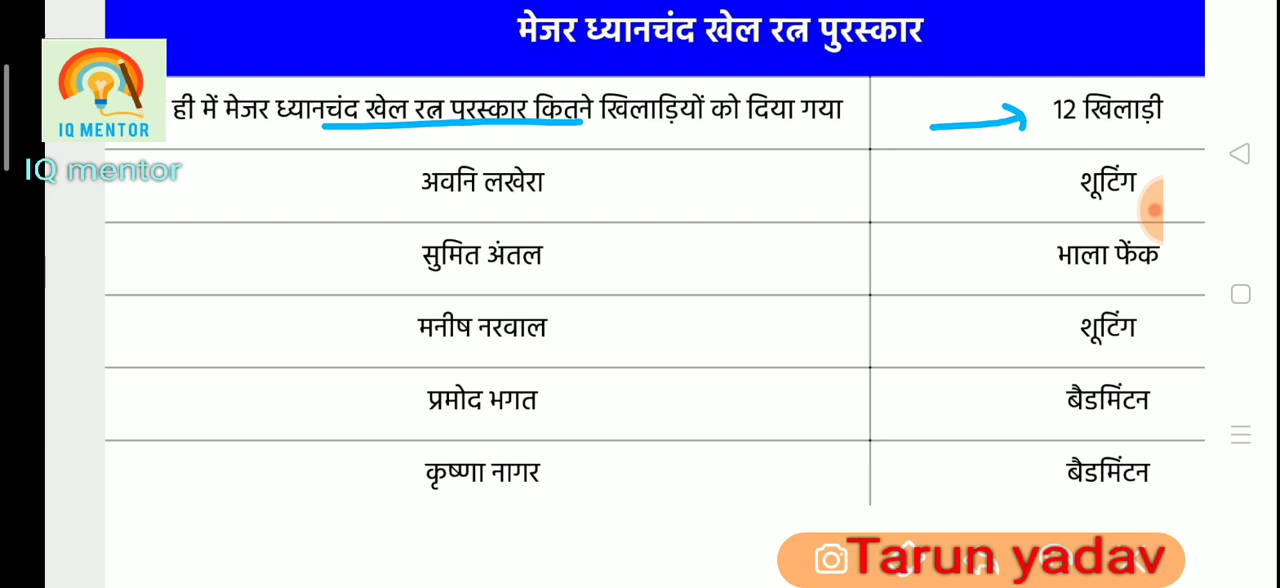 मेजर ध्यानचंद खेल रत्न पुरस्कार
ही में मेजर ध्यानचंद खेल रत्न परस्कार कितने खिलाड़ियों को दिया गया 12 खिलाड़ी
IQ MENTOR
IQ mentor
अवनि लखेरा शूटिंग
सुमित अंतल भाला फेंक
मनीष नरवाल शूटिंग
प्रमोद भगत बैडमिंटन
कृष्णा नागर बैडमिंटन
Tarun yadav